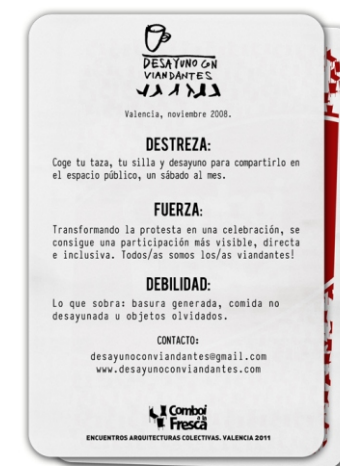 DESAYUNO CON
VIANDANTES
Valencia, noviembre 2008.
DESTREZA:
Coge tu taza, tu silla y desayuno para compartirlo en
el espacio público, un sábado al mes.
FUERZA:
Transformando la protesta en una celebración, se
consigue una participación más visible, directa
e inclusiva. Todos/as somos los/as viandantes!
DEBILIDAD:
Lo que sobra: basura generada, comida no
desayunada u objetos olvidados.
CONTACTO:
desayunoconviandantes@gmail.com
www.desayunoconviandantes.com
Comboi
a la
Fresca
ENCUENTROS ARQUITECTURAS COLECTIVAS. VALENCIA 2011